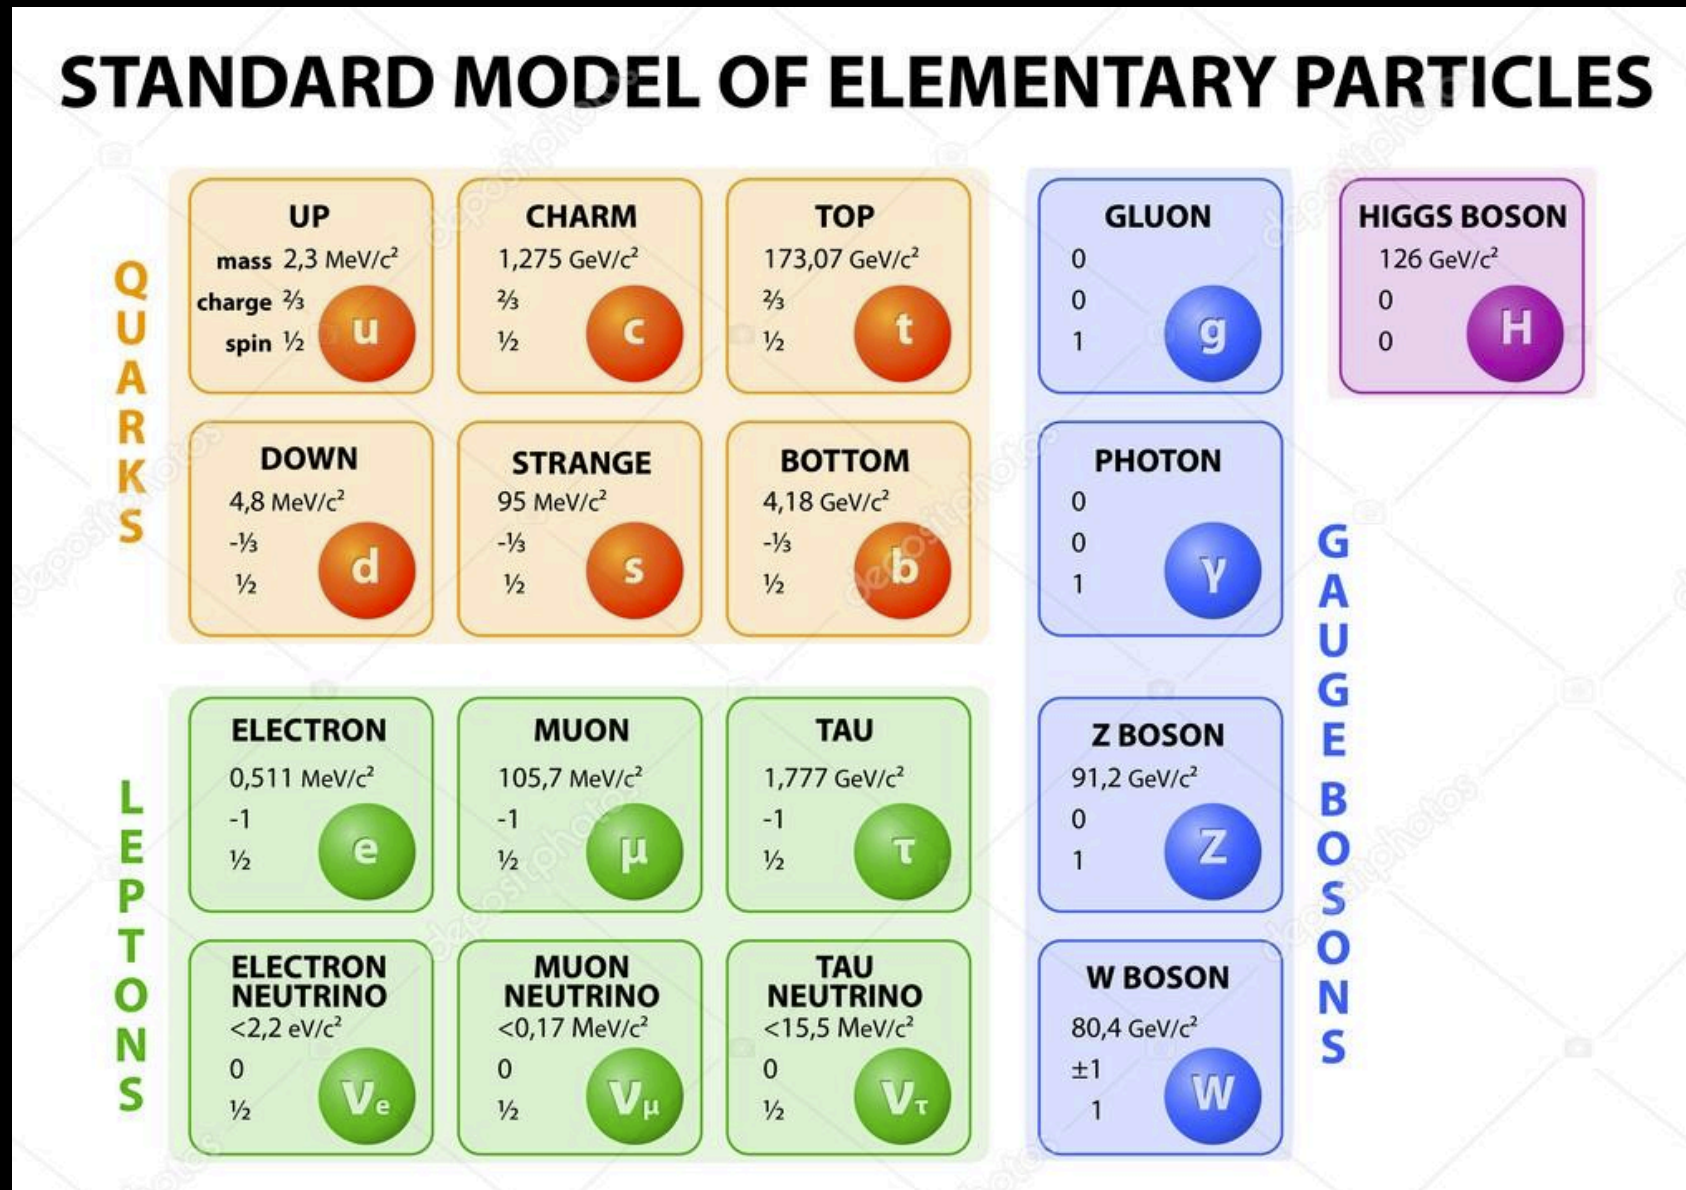 STANDARD MODEL OF ELEMENTARY PARTICLES
QUARKS
UP
mass 2,3 MeV/c²
charge ⅔
spin ½
u
CHARM
1,275 GeV/c²
⅔
½
c
TOP
173,07 GeV/c²
⅔
½
t
GLUON
0
0
1
g
HIGGS BOSON
126 GeV/c²
0
0
H
DOWN
4,8 MeV/c²
-⅓
½
d
STRANGE
95 MeV/c²
-⅓
½
s
BOTTOM
4,18 GeV/c²
-⅓
½
b
PHOTON
0
0
1
γ
GAUGE BOSONS
LEPTONS
ELECTRON
0,511 MeV/c²
-1
½
e
MUON
105,7 MeV/c²
-1
½
μ
TAU
1,777 GeV/c²
-1
½
τ
Z BOSON
91,2 GeV/c²
0
1
Z
ELECTRON
NEUTRINO
<2,2 eV/c²
0
½
νe
MUON
NEUTRINO
<0,17 MeV/c²
0
½
νμ
TAU
NEUTRINO
<15,5 MeV/c²
0
½
ντ
W BOSON
80,4 GeV/c²
±1
1
W
depositphotos